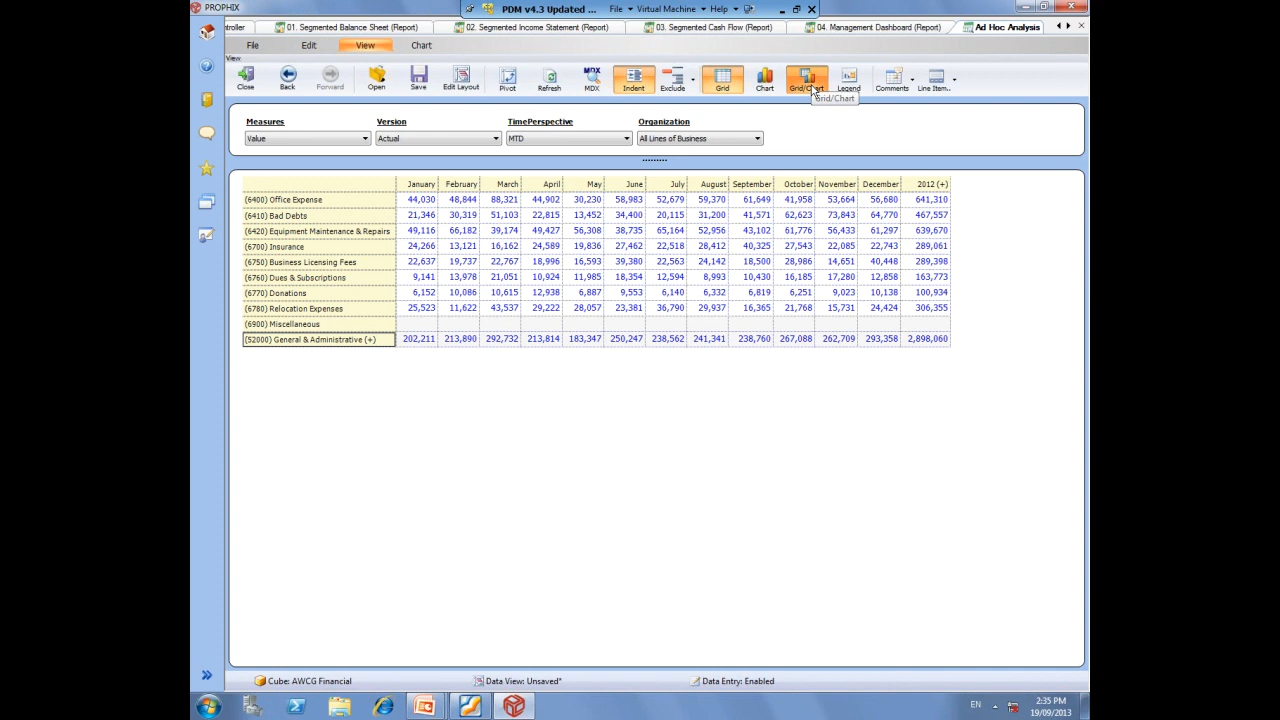 PROPHIX
PDM v4.3 Updated ... File Virtual Machine Help
troller 01. Segmented Balance Sheet (Report) 02. Segmented Income Statement (Report) 03. Segmented Cash Flow (Report) 04. Management Dashboard (Report) Ad Hoc Analysis
File Edit View Chart
View
MDX
Close Back Forward Open Save Edit Layout Pivot Refresh MDX Indent Exclude Grid Chart Grid/Chart Legend Comments Line Item..
Grid/Chart
Measures Version TimePerspective Organization
Value Actual MTD All Lines of Business
January February March April May June July August September October November December 2012 (+)
(6400) Office Expense 44,030 48,844 88,321 44,902 30,230 58,983 52,679 59,370 61,649 41,958 53,664 56,680 641,310
(6410) Bad Debts 21,346 30,319 51,103 22,815 13,452 34,400 20,115 31,200 41,571 62,623 73,843 64,770 467,557
(6420) Equipment Maintenance & Repairs 49,116 66,182 39,174 49,427 56,308 38,735 65,164 52,956 43,102 61,776 56,433 61,297 639,670
(6700) Insurance 24,266 13,121 16,162 24,589 19,836 27,462 22,518 28,412 40,325 27,543 22,085 22,743 289,061
(6750) Business Licensing Fees 22,637 19,737 22,767 18,996 16,593 39,380 22,563 24,142 18,500 28,986 14,651 40,448 289,398
(6760) Dues & Subscriptions 9,141 13,978 21,051 10,924 11,985 18,354 12,594 8,993 10,430 16,185 17,280 12,858 163,773
(6770) Donations 6,152 10,086 10,615 12,938 6,887 9,553 6,140 6,332 6,819 6,251 9,023 10,138 100,934
(6780) Relocation Expenses 25,523 11,622 43,537 29,222 28,057 23,381 36,790 29,937 16,365 21,768 15,731 24,424 306,355
(6900) Miscellaneous
(S2000) General & Administrative (+) 202,211 213,890 292,732 213,814 183,347 250,247 238,562 241,341 238,760 267,088 262,709 293,358 2,898,060
Cube: AWCG Financial Data View: Unsaved* Data Entry: Enabled
EN 2:35 PM
19/09/2013